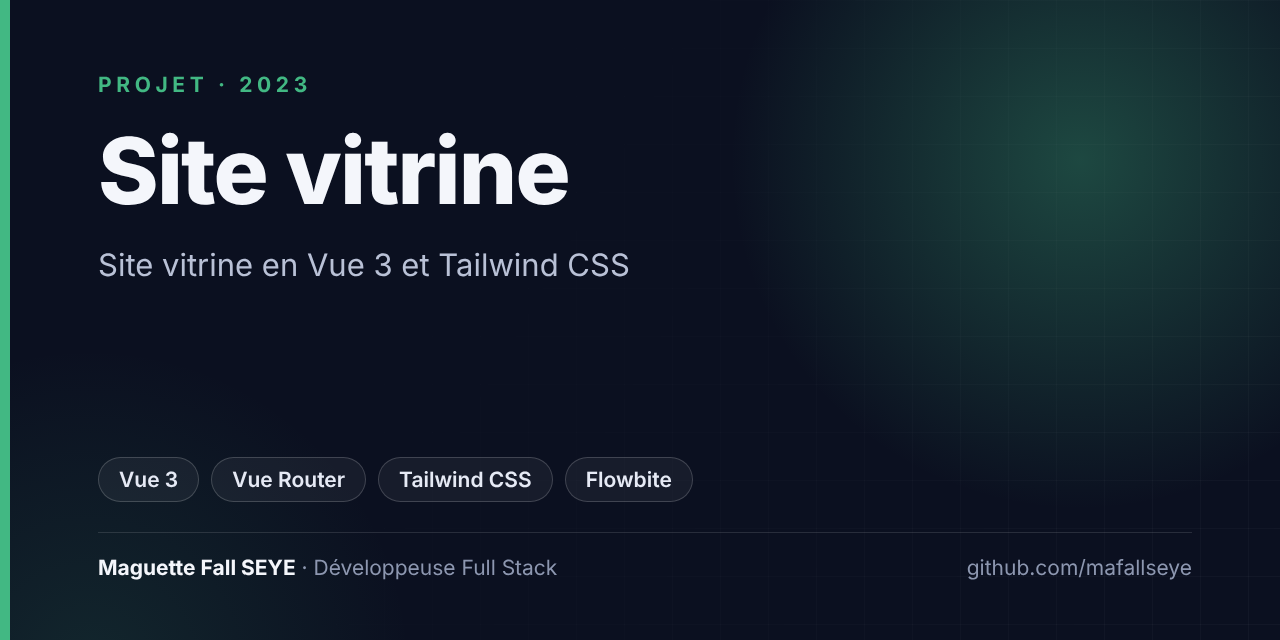 PROJET · 2023
Site vitrine
Site vitrine en Vue 3 et Tailwind CSS
Vue 3 Vue Router Tailwind CSS Flowbite
Maguette Fall SEYE · Développeuse Full Stack github.com/mafallseye